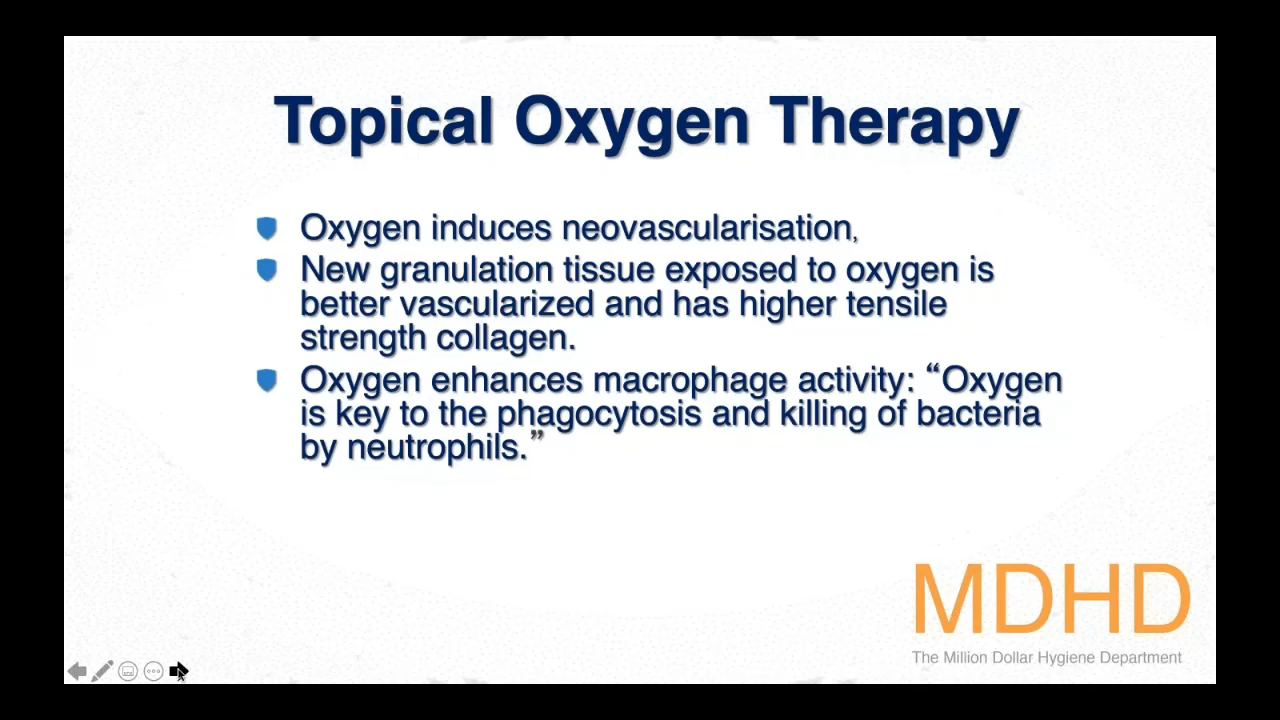 Topical Oxygen Therapy
Oxygen induces neovascularisation,
New granulation tissue exposed to oxygen is
better vascularized and has higher tensile
strength collagen.
Oxygen enhances macrophage activity: “Oxygen
is key to the phagocytosis and killing of bacteria
by neutrophils.”
MDHD
The Million Dollar Hygiene Department